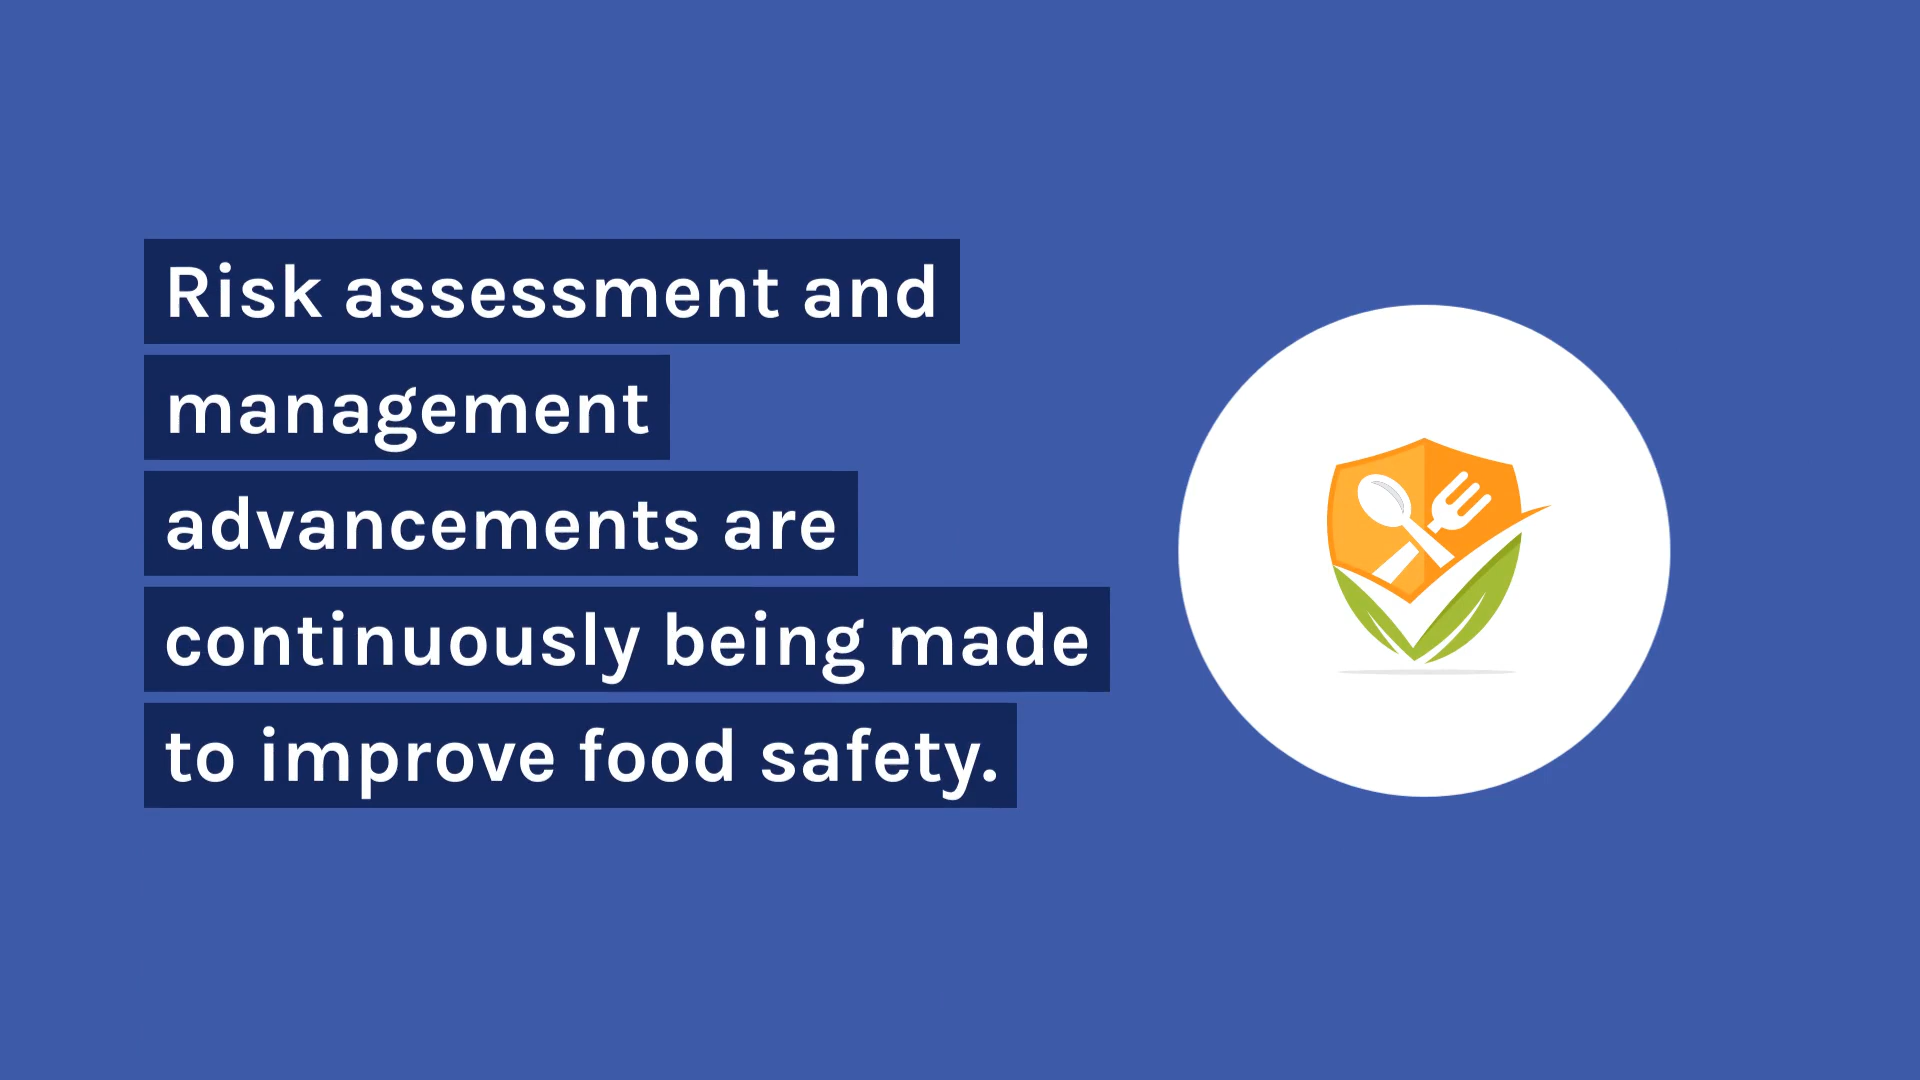 Risk assessment and
management
advancements are
continuously being made
to improve food safety.